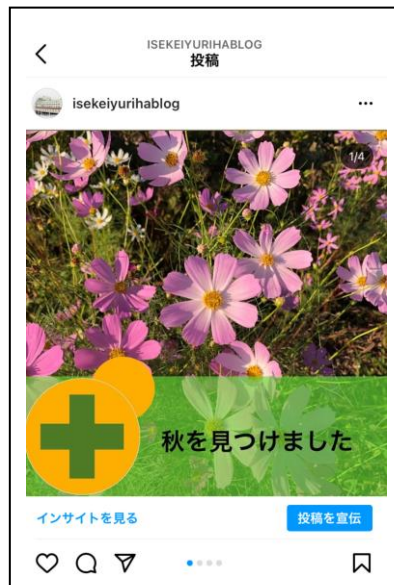 ISEKEIYURIHABLOG
投稿
isekeiyurihablog
1/4
秋を見つけました
インサイトを見る
投稿を宣伝